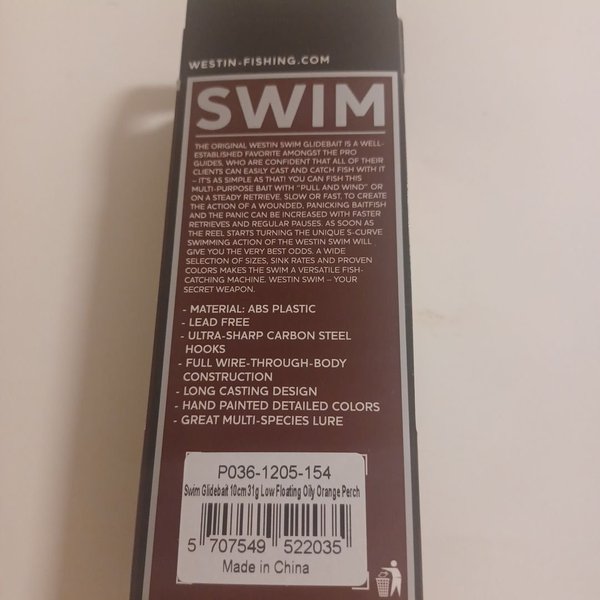 WESTIN-FISHING.COM
SWIM
THE ORIGINAL WESTIN SWIM GLIDEBAIT IS A WELL-
ESTABLISHED FAVORITE AMONGST THE PRO
GUIDES, WHO ARE CONFIDENT THAT ALL OF THEIR
CLIENTS CAN EASILY CAST AND CATCH FISH WITH IT
– IT'S AS SIMPLE AS THAT! YOU CAN FISH THIS
MULTI-PURPOSE BAIT WITH "PULL AND WIND" OR
ON A STEADY RETRIEVE, SLOW OR FAST, TO CREATE
THE ACTION OF A WOUNDED, PANICKING BAITFISH
AND THE PANIC CAN BE INCREASED WITH FASTER
RETRIEVES AND REGULAR PAUSES. AS SOON AS
THE REEL STARTS TURNING THE UNIQUE S-CURVE
SWIMMING ACTION OF THE WESTIN SWIM WILL
GIVE YOU THE VERY BEST ODDS. A WIDE
SELECTION OF SIZES, SINK RATES AND PROVEN
COLORS MAKES THE SWIM A VERSATILE FISH-
CATCHING MACHINE. WESTIN SWIM – YOUR
SECRET WEAPON.
- MATERIAL: ABS PLASTIC
- LEAD FREE
- ULTRA-SHARP CARBON STEEL
HOOKS
- FULL WIRE-THROUGH-BODY
CONSTRUCTION
- LONG CASTING DESIGN
- HAND PAINTED DETAILED COLORS
- GREAT MULTI-SPECIES LURE
P036-1205-154
Swim Glidebait 10cm 31g Low Floating Oily Orange Perch
5 707549 522035
Made in China